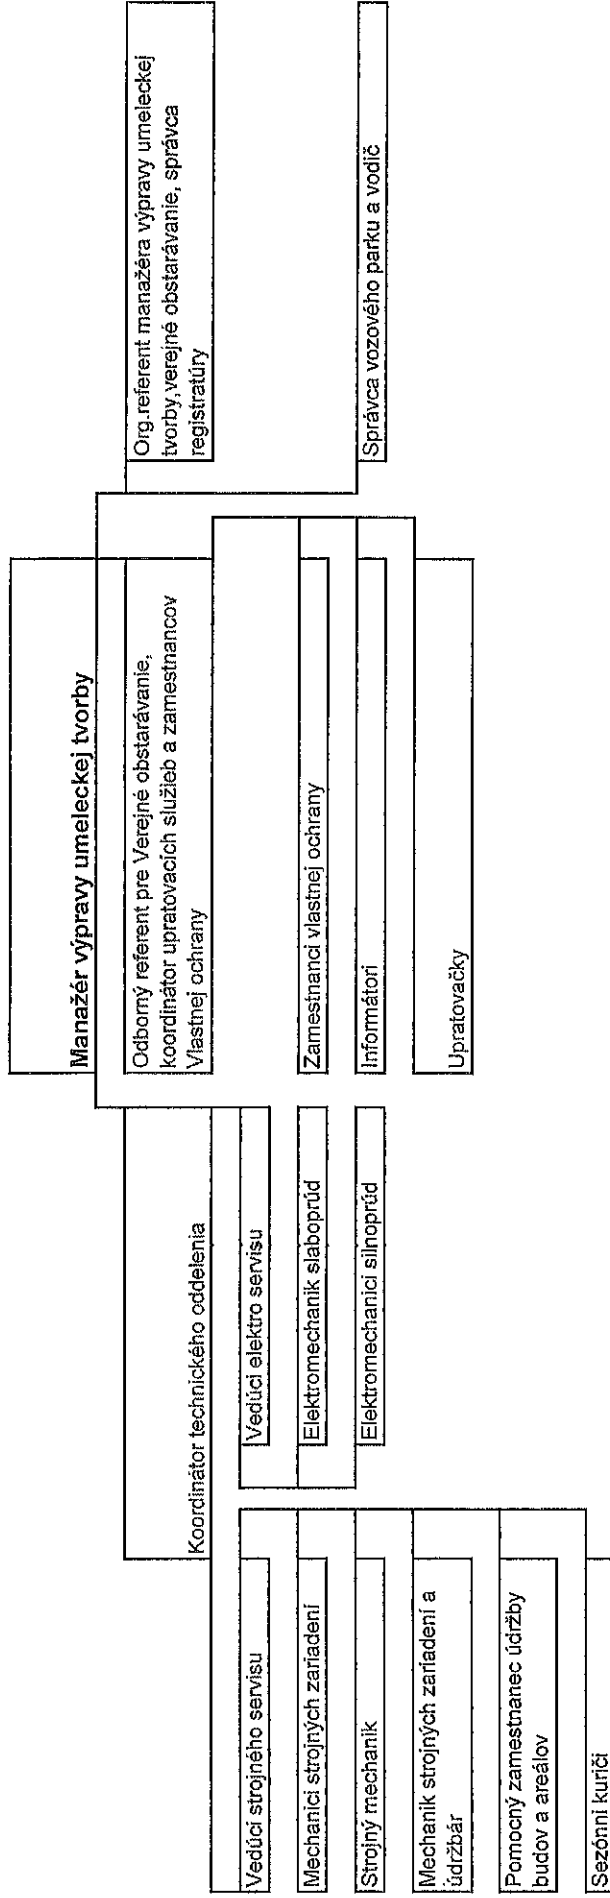 Manažér výpravy umeleckej tvorby
Koordinátor technického oddelenia
Vedúci strojného servisu
Mechanici strojných zariadení
Strojný mechanik
Mechanik strojných zariadení a
údržbár
Pomocný zamestnanec údržby
budov a areálov
Sezónni kuriči
Vedúci elektro servisu
Elektromechanik slaboprúd
Elektromechanici silnoprúd
Odborný referent pre Verejné obstarávanie,
koordinátor upratovacích služieb a zamestnancov
Vlastnej ochrany
Zamestnanci vlastnej ochrany
Informátori
Upratovačky
Org.referent manažéra výpravy umeleckej
tvorby,verejné obstarávanie, správca
registratúry
Správca vozového parku a vodič